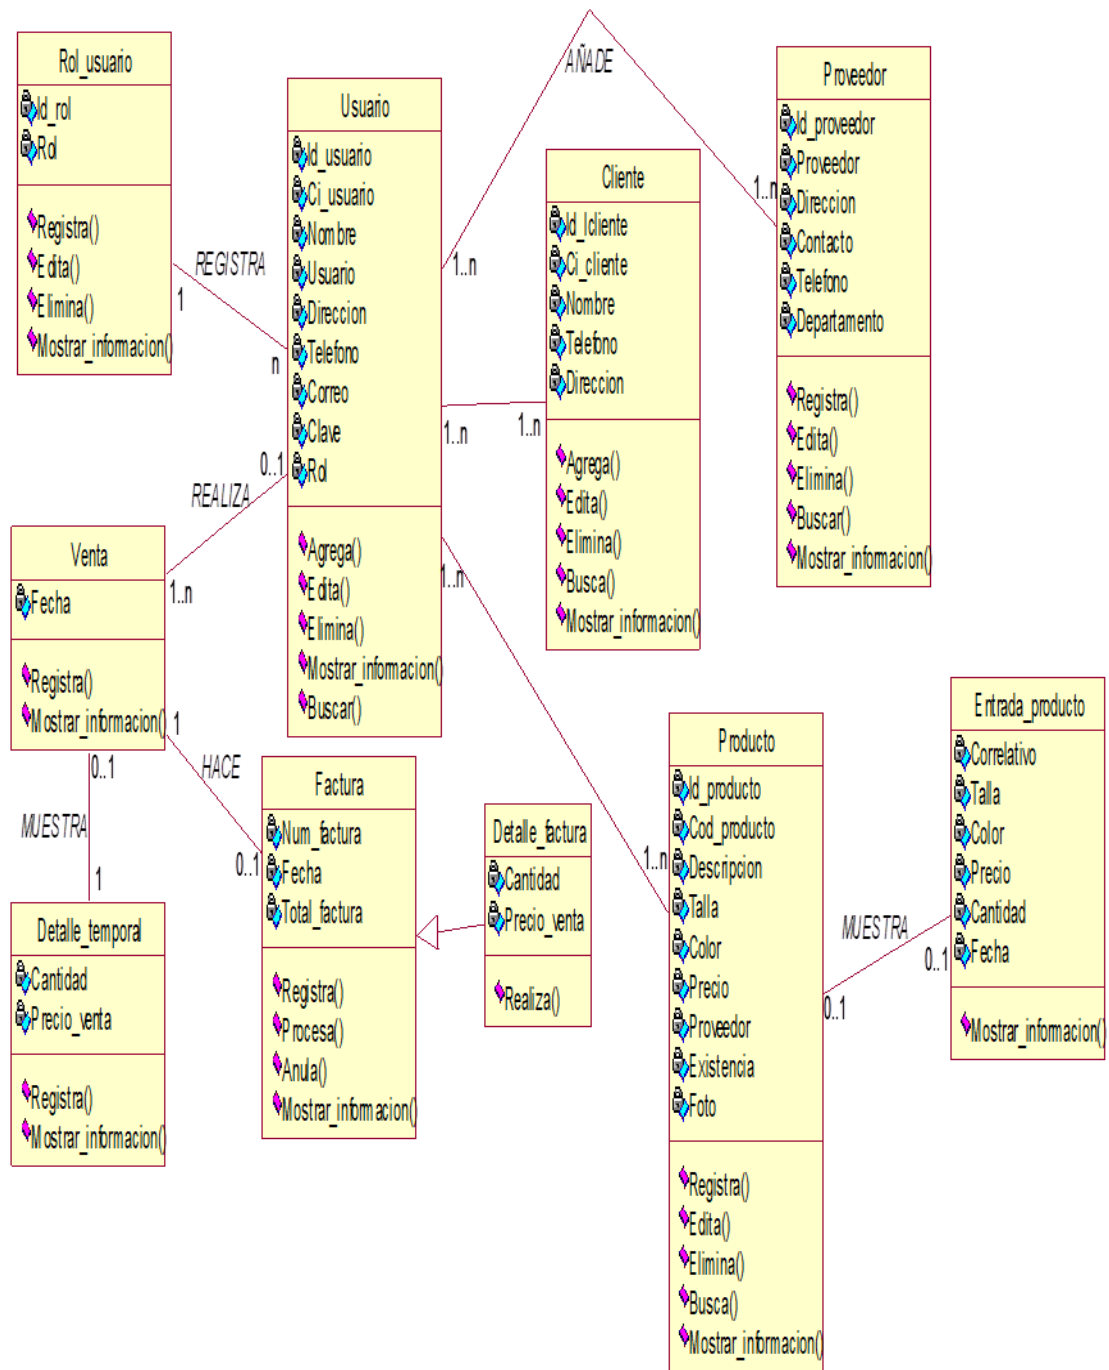 Rol_usuario
Id_rol
Rol
Registra()
Edita()
Elimina()
Mostrar_informacion()
REGISTRA
1
n
Usuario
Id_usuario
Ci_usuario
Nombre
Usuario
Direccion
Telefono
Correo
Clave
Rol
Agrega()
Edita()
Elimina()
Mostrar_informacion()
Buscar()
AÑADE
1..n
1..n
Proveedor
Id_proveedor
Proveedor
Direccion
Contacto
Telefono
Departamento
Registra()
Edita()
Elimina()
Buscar()
Mostrar_informacion()
Cliente
Id_lcliente
Ci_cliente
Nombre
Telefono
Direccion
Agrega()
Edita()
Elimina()
Busca()
Mostrar_informacion()
1..n
1..n
0..1
REALIZA
1..n
Venta
Fecha
Registra()
Mostrar_informacion()
1
HACE
0..1
0..1
MUESTRA
1
Detalle_temporal
Cantidad
Precio_venta
Registra()
Mostrar_informacion()
Factura
Num_factura
Fecha
Total_factura
Registra()
Procesa()
Anula()
Mostrar_informacion()
Detalle_factura
Cantidad
Precio_venta
Realiza()
1..n
1..n
Producto
Id_producto
Cod_producto
Descripcion
Talla
Color
Precio
Proveedor
Existencia
Foto
Registra()
Edita()
Elimina()
Busca()
Mostrar_informacion()
MUESTRA
0..1
0..1
Entrada_producto
Correlativo
Talla
Color
Precio
Cantidad
Fecha
Mostrar_informacion()